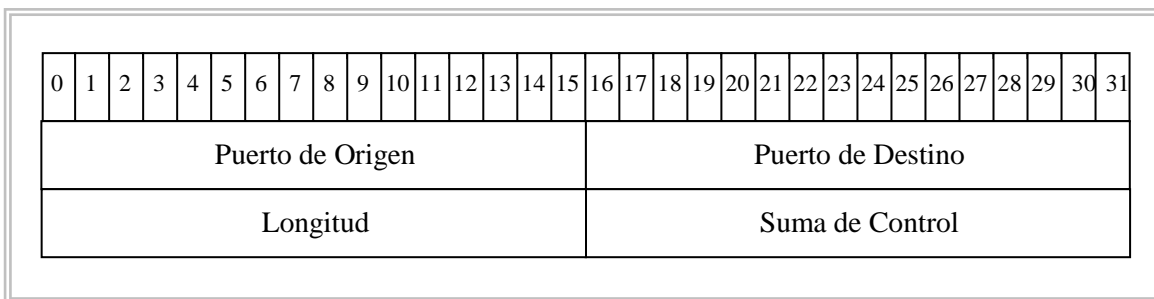 0 1 2 3 4 5 6 7 8 9 10 11 12 13 14 15 16 17 18 19 20 21 22 23 24 25 26 27 28 29 30 31
Puerto de Origen Puerto de Destino
Longitud Suma de Control